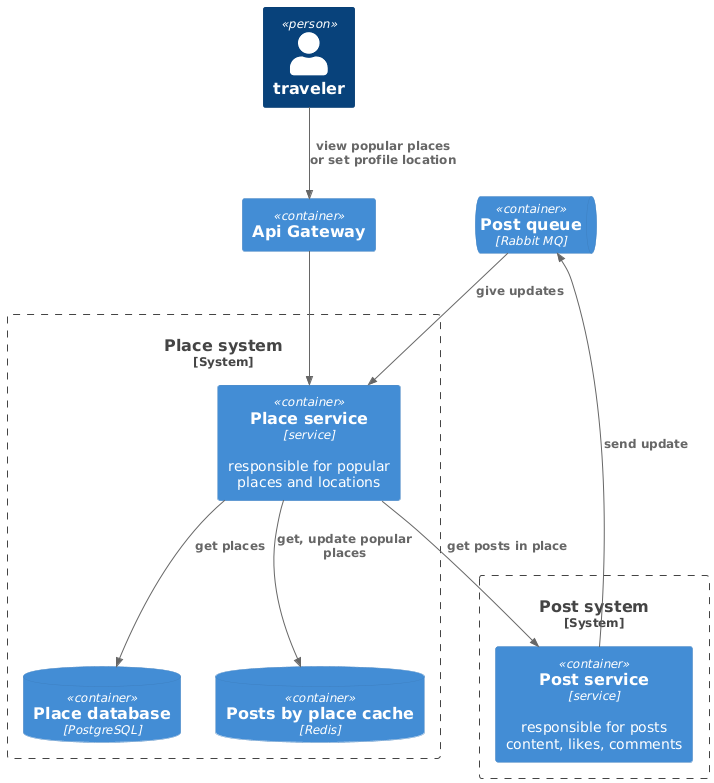 «person»
traveler
view popular places
or set profile location
«container»
Api Gateway
«container»
Post queue
[Rabbit MQ]
give updates
Place system
[System]
«container»
Place service
[service]
responsible for popular
places and locations
send update
get places
get, update popular
places
get posts in place
Post system
[System]
«container»
Place database
[PostgreSQL]
«container»
Posts by place cache
[Redis]
«container»
Post service
[service]
responsible for posts
content, likes, comments